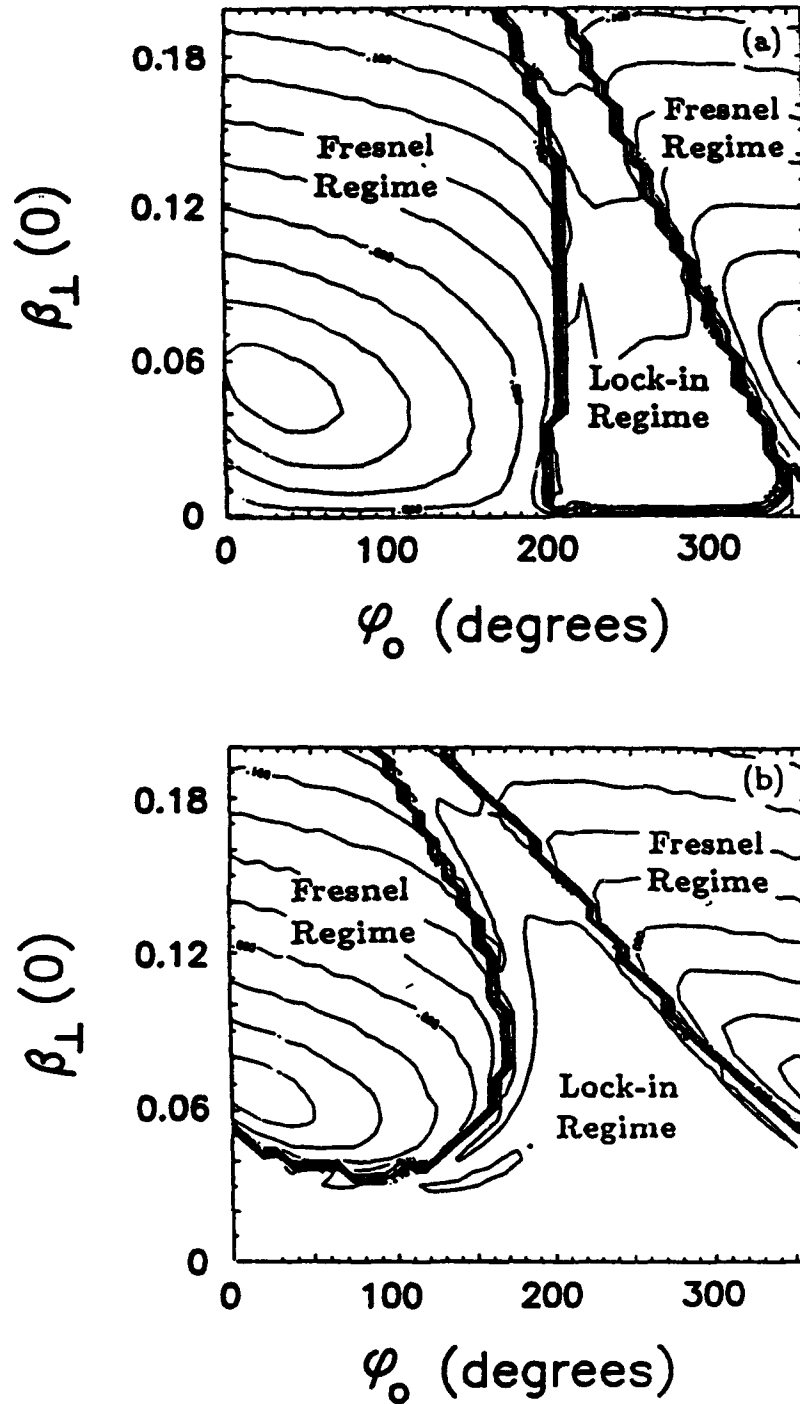 (a)
0.18
0.12
0.06
0
β⊥ (0)
Fresnel
Regime
Fresnel
Regime
Lock-in
Regime
0
100
200
300
φo (degrees)
(b)
0.18
0.12
0.06
0
β⊥ (0)
Fresnel
Regime
Fresnel
Regime
Lock-in
Regime
0
100
200
300
φo (degrees)